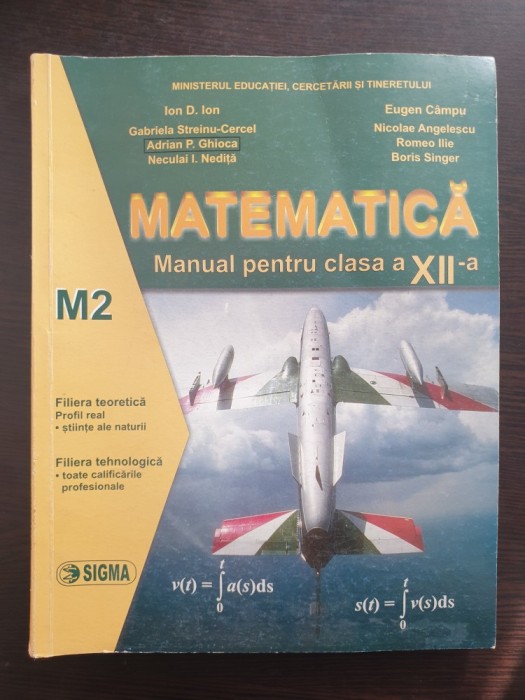 MINISTERUL EDUCAȚIEI, CERCETĂRII ȘI TINERETULUI
Ion D. Ion
Gabriela Streinu-Cercel
Adrian P. Ghioca
Neculai I. Nediță
Eugen Câmpu
Nicolae Angelescu
Romeo Ilie
Boris Singer
MATEMATICĂ
Manual pentru clasa a XII-a
M2
Filiera teoretică
Profil real
• științe ale naturii
Filiera tehnologică
• toate calificările
profesionale
SIGMA
v(t) = ∫₀ᵗ a(s)ds
s(t) = ∫₀ᵗ v(s)ds